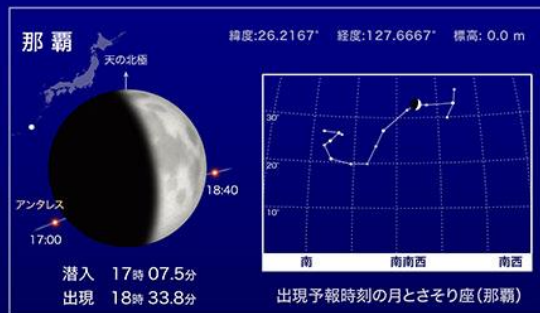 那覇
緯度:26.2167° 経度:127.6667° 標高: 0.0 m
天の北極
アンタレス
17:00
18:40
潜入 17時 07.5分
出現 18時 33.8分
30°
20°
10°
南 南南西 南西
出現予報時刻の月とさそり座(那覇)